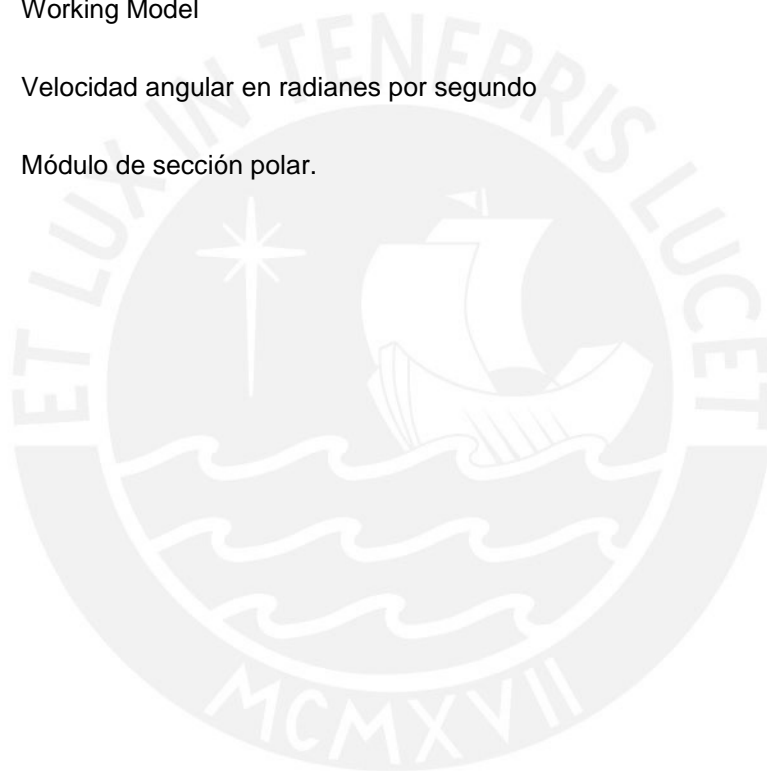 Working Model
Velocidad angular en radianes por segundo
Módulo de sección polar.
ET LUX IN TENEBRIS LUCET
MCMXVII